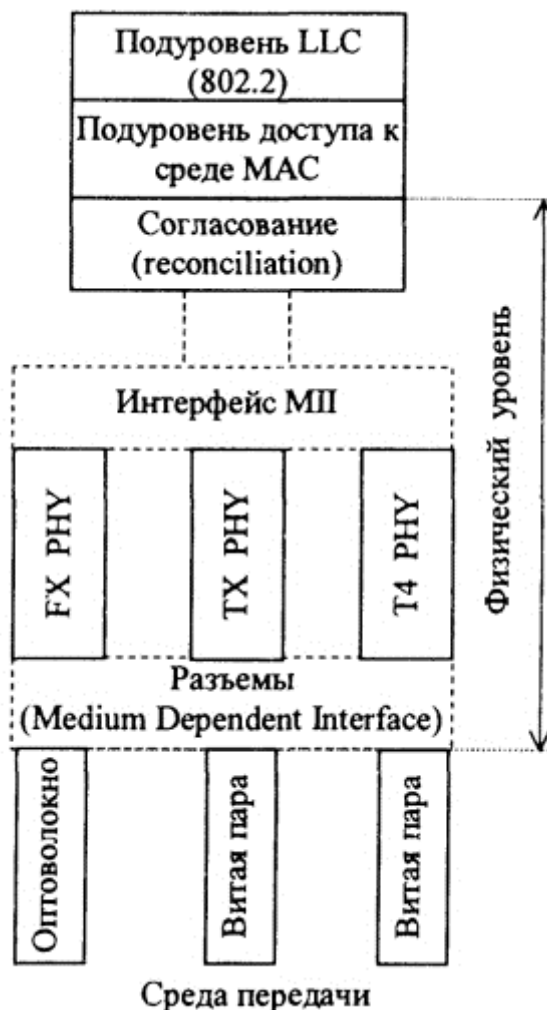 Подуровень LLC
(802.2)
Подуровень доступа к
среде MAC
Согласование
(reconciliation)
Интерфейс MII
FX PHY
TX PHY
T4 PHY
Физический уровень
Разъемы
(Medium Dependent Interface)
Оптоволокно
Витая пара
Витая пара
Среда передачи